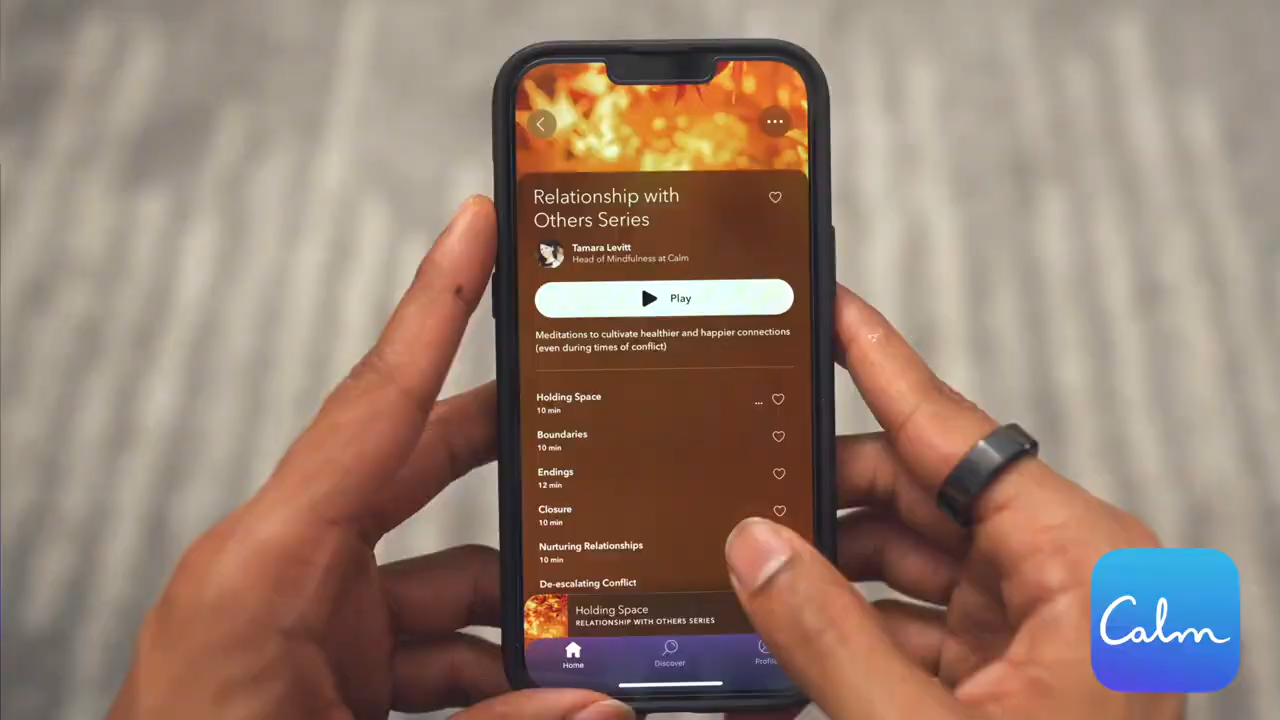 Relationship with
Others Series
Tamara Levitt
Head of Mindfulness at Calm
Play
Meditations to cultivate healthier and happier connections
(even during times of conflict)
Holding Space
10 min
Boundaries
10 min
Endings
12 min
Closure
10 min
Nurturing Relationships
10 min
De-escalating Conflict
Holding Space
RELATIONSHIP WITH OTHERS SERIES
Home
Discover
Profile
Calm